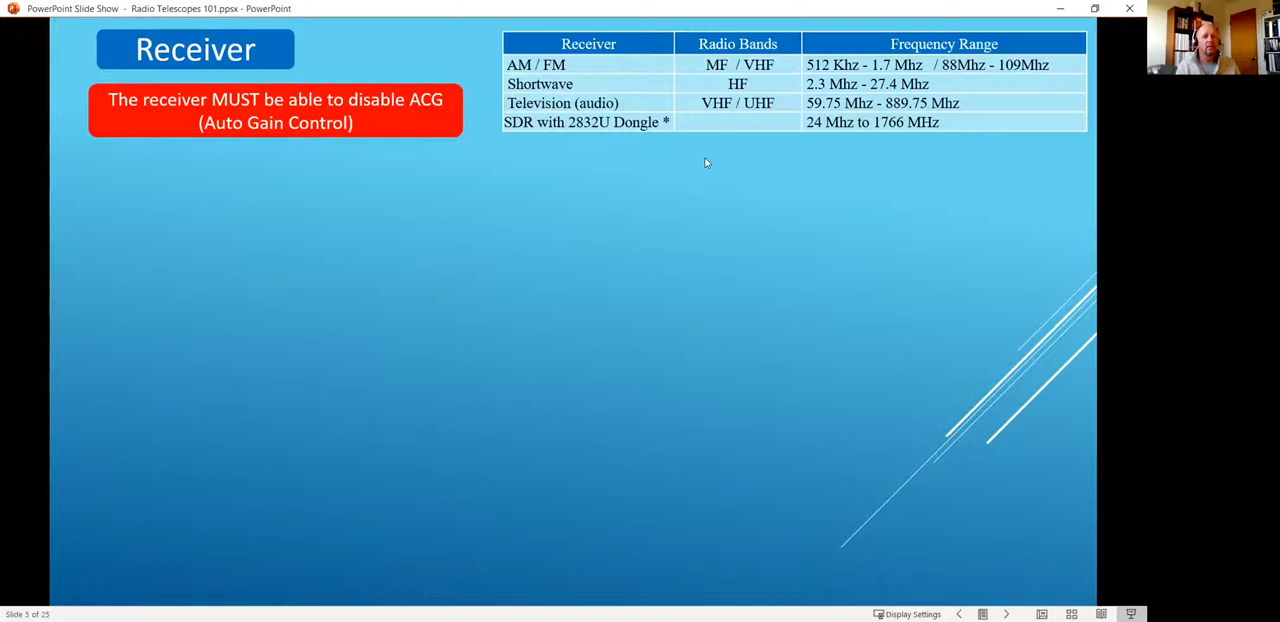 PowerPoint Slide Show - Radio Telescopes 101.ppsx - PowerPoint
Receiver
The receiver MUST be able to disable ACG
(Auto Gain Control)
Receiver Radio Bands Frequency Range
AM / FM MF / VHF 512 Khz - 1.7 Mhz / 88Mhz - 109Mhz
Shortwave HF 2.3 Mhz - 27.4 Mhz
Television (audio) VHF / UHF 59.75 Mhz - 889.75 Mhz
SDR with 2832U Dongle * 24 Mhz to 1766 MHz
Slide 5 of 25
Display Settings